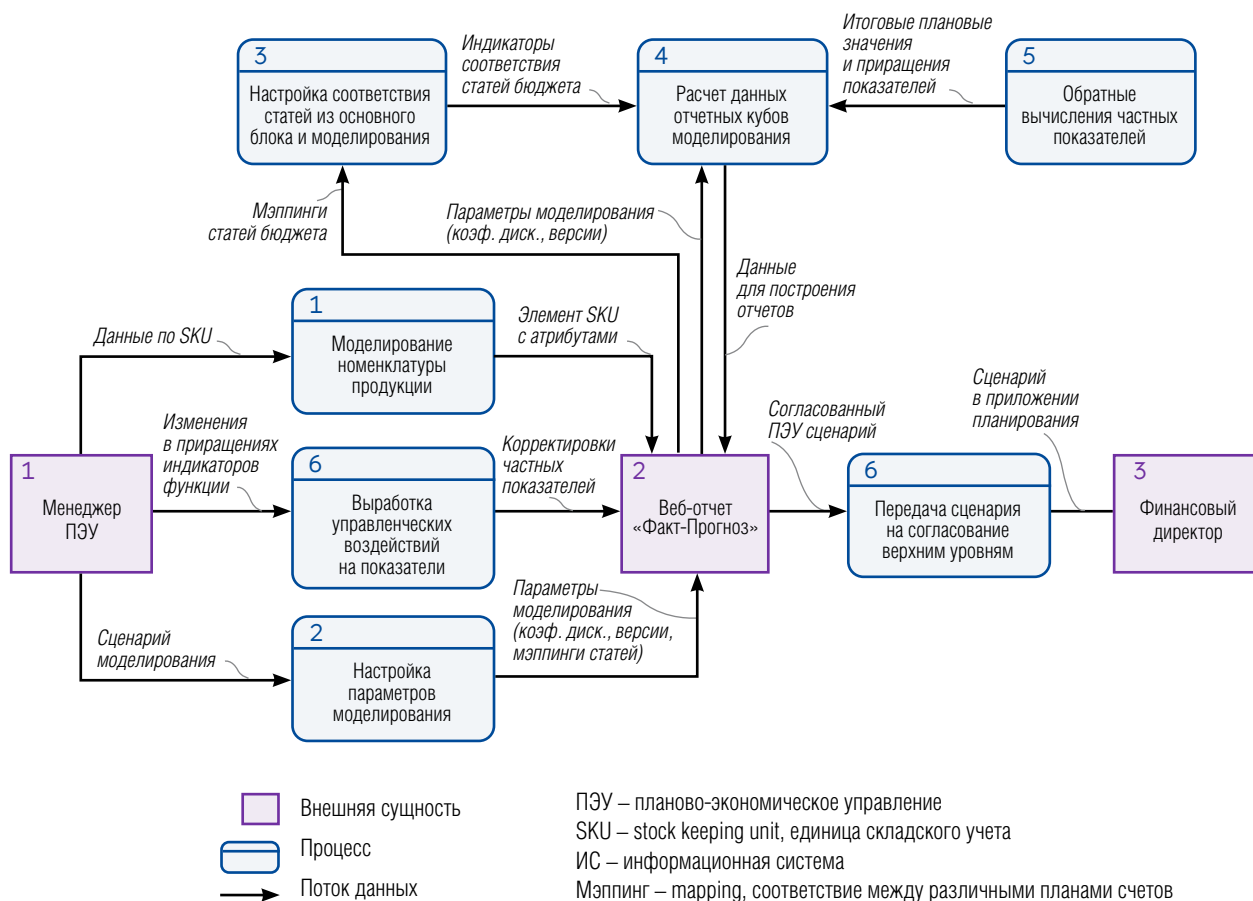 3
Настройка соответствия
статей из основного
блока и моделирования
Индикаторы
соответствия
статей бюджета
4
Расчет данных
отчетных кубов
моделирования
Итоговые плановые
значения
и приращения
показателей
5
Обратные
вычисления частных
показателей
Мэппинги
статей бюджета
Параметры моделирования
(коэф. диск., версии)
Данные
для построения
отчетов
Данные по SKU
1
Моделирование
номенклатуры
продукции
Элемент SKU
с атрибутами
Изменения
в приращениях
индикаторов
функции
1
Менеджер
ПЭУ
6
Выработка
управленческих
воздействий
на показатели
Корректировки
частных
показателей
2
Веб-отчет
«Факт-Прогноз»
Согласованный
ПЭУ сценарий
6
Передача сценария
на согласование
верхним уровням
Сценарий
в приложении
планирования
3
Финансовый
директор
Сценарий
моделирования
2
Настройка
параметров
моделирования
Параметры
моделирования
(коэф. диск., версии,
мэппинги статей)
Внешняя сущность
Процесс
Поток данных
ПЭУ – планово-экономическое управление
SKU – stock keeping unit, единица складского учета
ИС – информационная система
Мэппинг – mapping, соответствие между различными планами счетов